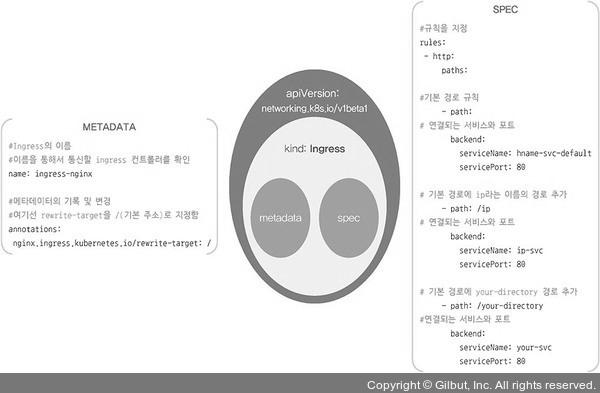 METADATA
#Ingress의 이름
#이름을 통해서 통신할 ingress 컨트롤러를 확인
name: ingress-nginx
#메타데이터의 기록 및 변경
#여기선 rewrite-target을 /(기본 주소)로 지정함
annotations:
nginx.ingress.kubernetes.io/rewrite-target: /
apiVersion:
networking.k8s.io/v1beta1
kind: Ingress
metadata
spec
SPEC
#규칙을 지정
rules:
- http:
paths:
#기본 경로 규칙
- path:
# 연결되는 서비스와 포트
backend:
serviceName: hname-svc-default
servicePort: 80
# 기본 경로에 ip라는 이름의 경로 추가
- path: /ip
# 연결되는 서비스와 포트
backend:
serviceName: ip-svc
servicePort: 80
# 기본 경로에 your-directory 경로 추가
- path: /your-directory
#연결되는 서비스와 포트
backend:
serviceName: your-svc
servicePort: 80
Copyright © Gilbut, Inc. All rights reserved.